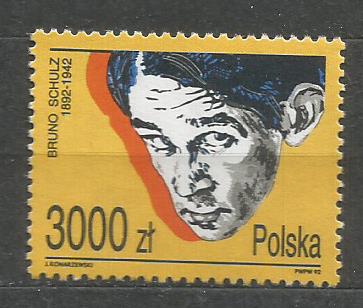 BRUNO SCHULZ
1892-1942
3000 zł
Polska
J.KONARZEWSKI
PWPW 92